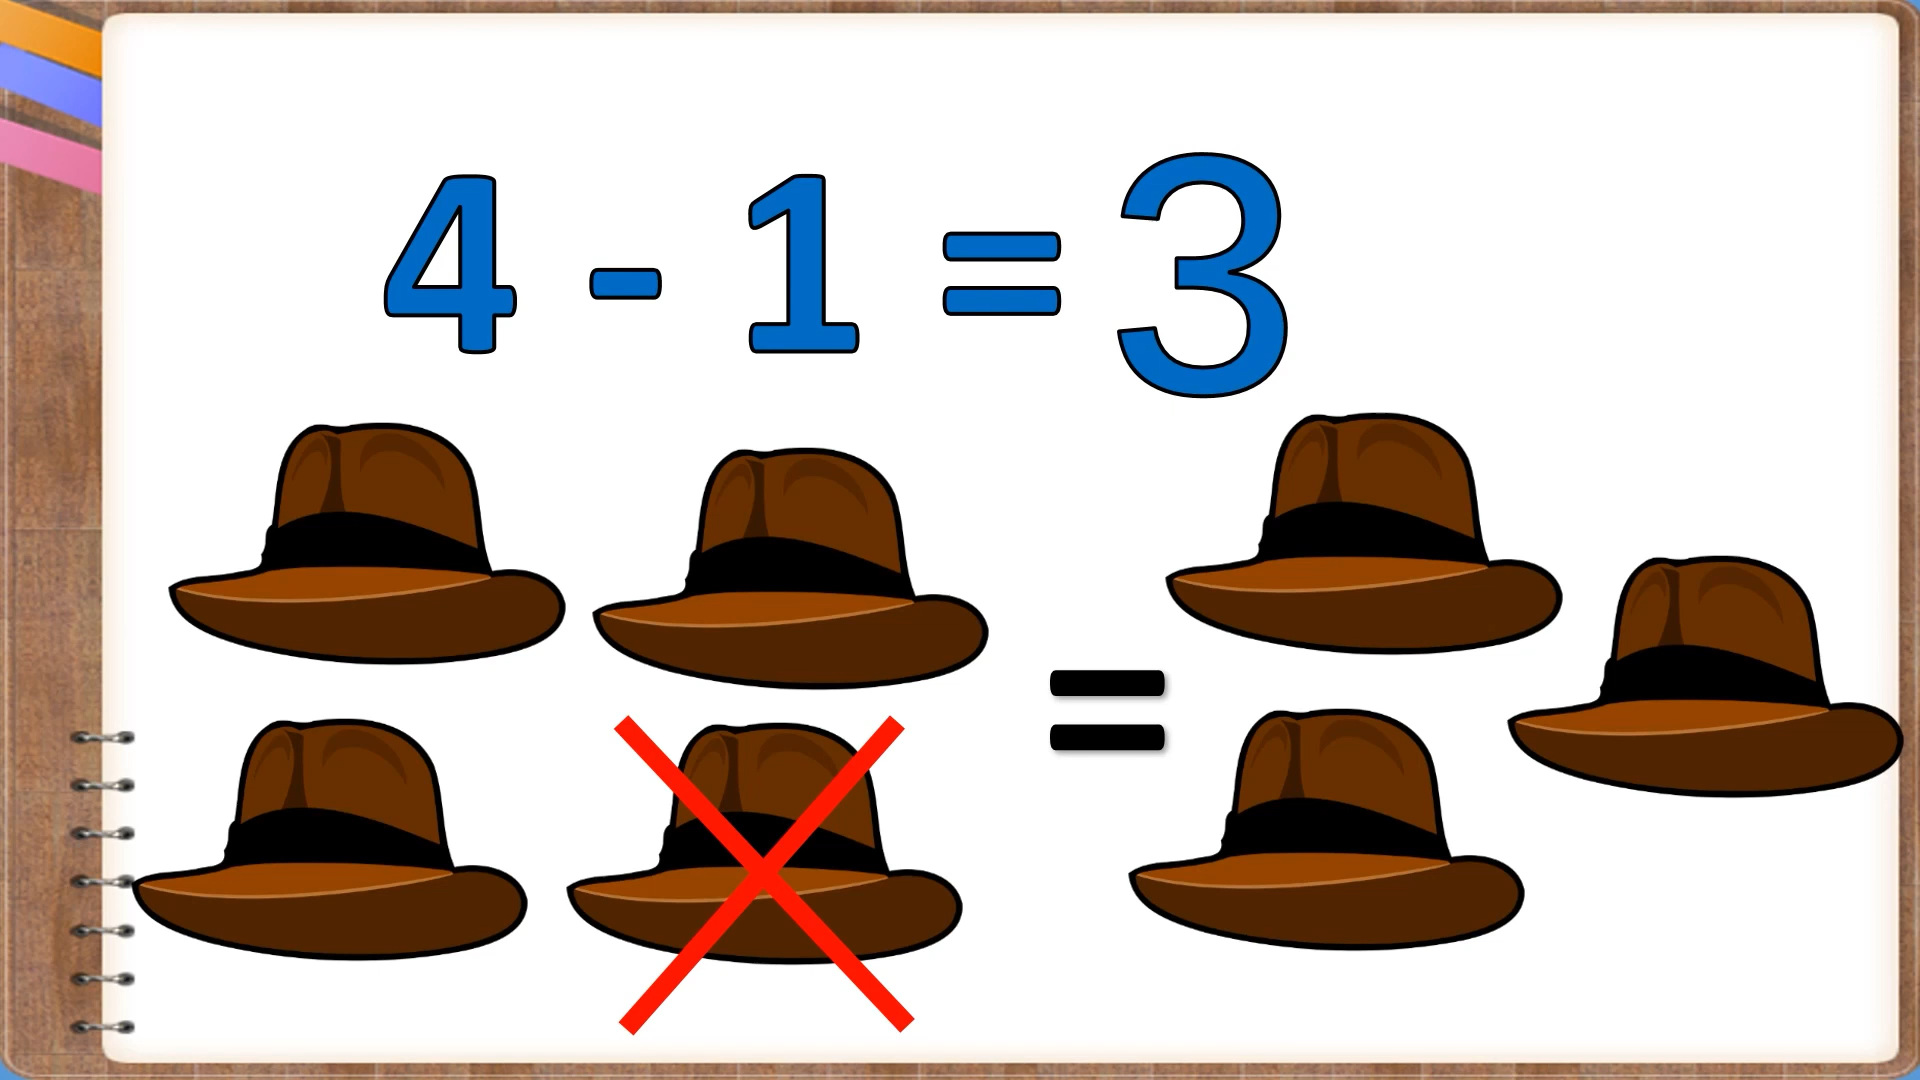 4 - 1 = 3
=